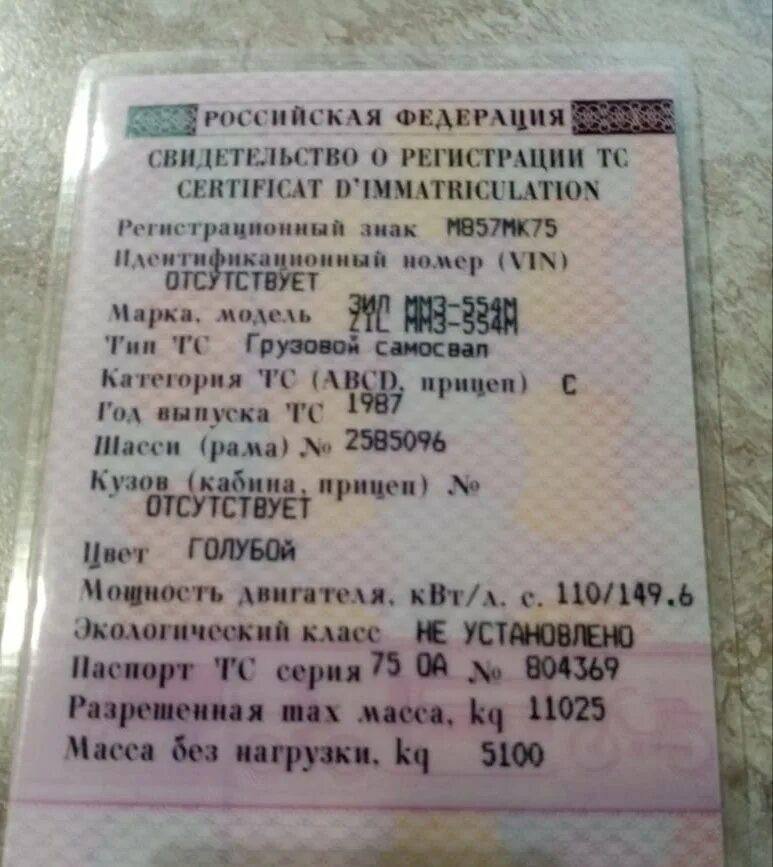 РОССИЙСКАЯ ФЕДЕРАЦИЯ
СВИДЕТЕЛЬСТВО О РЕГИСТРАЦИИ ТС
CERTIFICAT D'IMMATRICULATION
Регистрационный знак М857МК75
Идентификационный номер (VIN)
ОТСУТСТВУЕТ
Марка, модель ЗИЛ ММЗ-554М
ZIL MMZ-554M
Тип ТС Грузовой самосвал
Категория ТС (ABCD, прицеп) C
Год выпуска ТС 1987
Шасси (рама) № 2585096
Кузов (кабина, прицеп) №
ОТСУТСТВУЕТ
Цвет ГОЛУБОЙ
Мощность двигателя, кВт/л. с. 110/149.6
Экологический класс НЕ УСТАНОВЛЕНО
Паспорт ТС серия 75 ОА № 804369
Разрешенная max масса, kg 11025
Масса без нагрузки, kg 5100